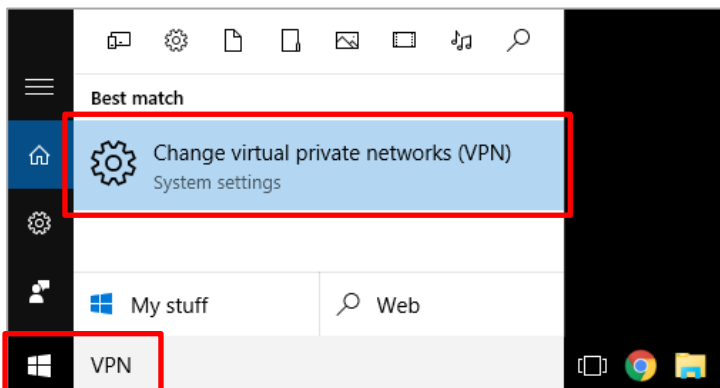 Best match
Change virtual private networks (VPN)
System settings
My stuff
Web
VPN